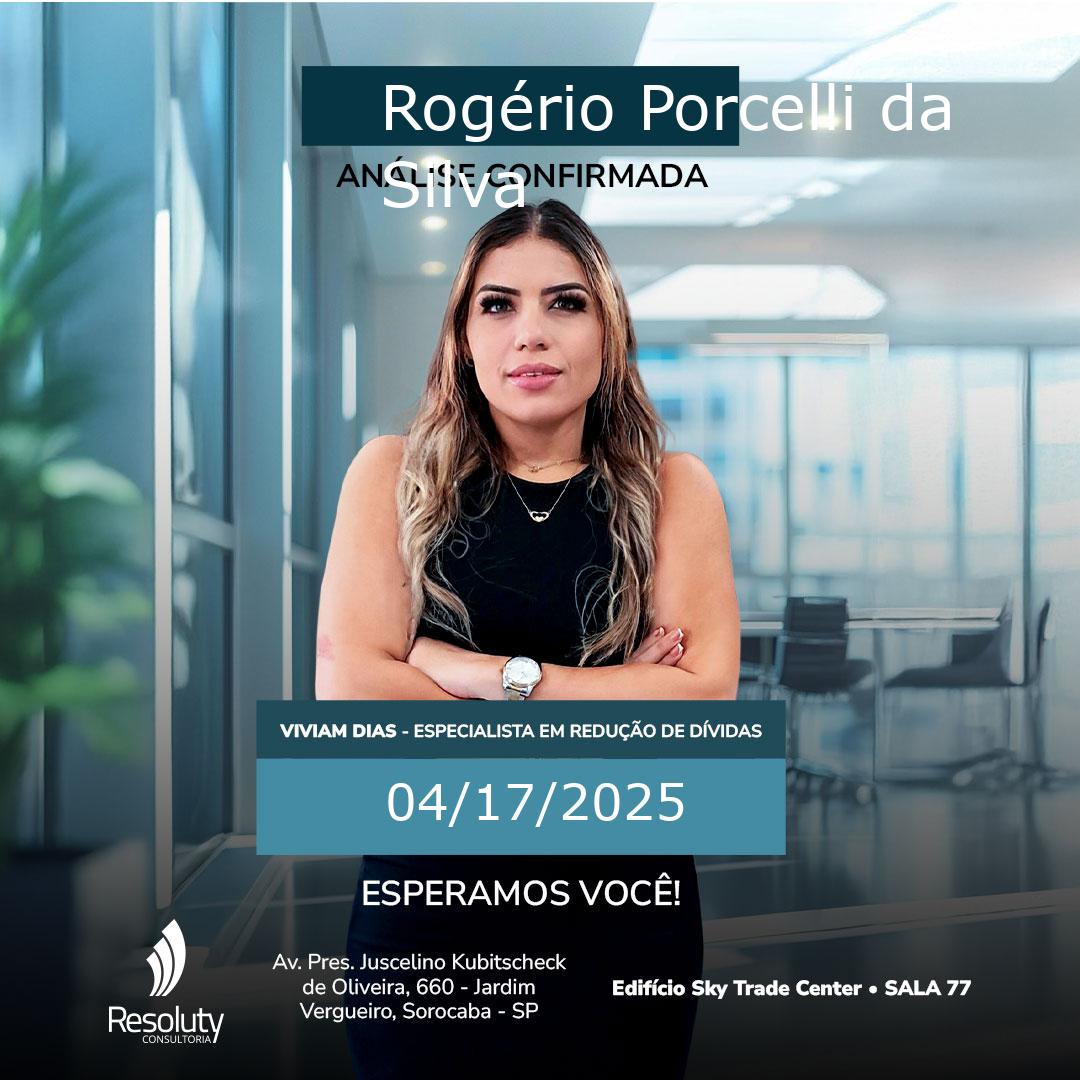 Rogério Porcelli da
Silva
ANÁLISE CONFIRMADA
VIVIAM DIAS - ESPECIALISTA EM REDUÇÃO DE DÍVIDAS
04/17/2025
ESPERAMOS VOCÊ!
Av. Pres. Juscelino Kubitscheck
de Oliveira, 660 - Jardim
Vergueiro, Sorocaba - SP
Edifício Sky Trade Center • SALA 77
Resoluty
CONSULTORIA